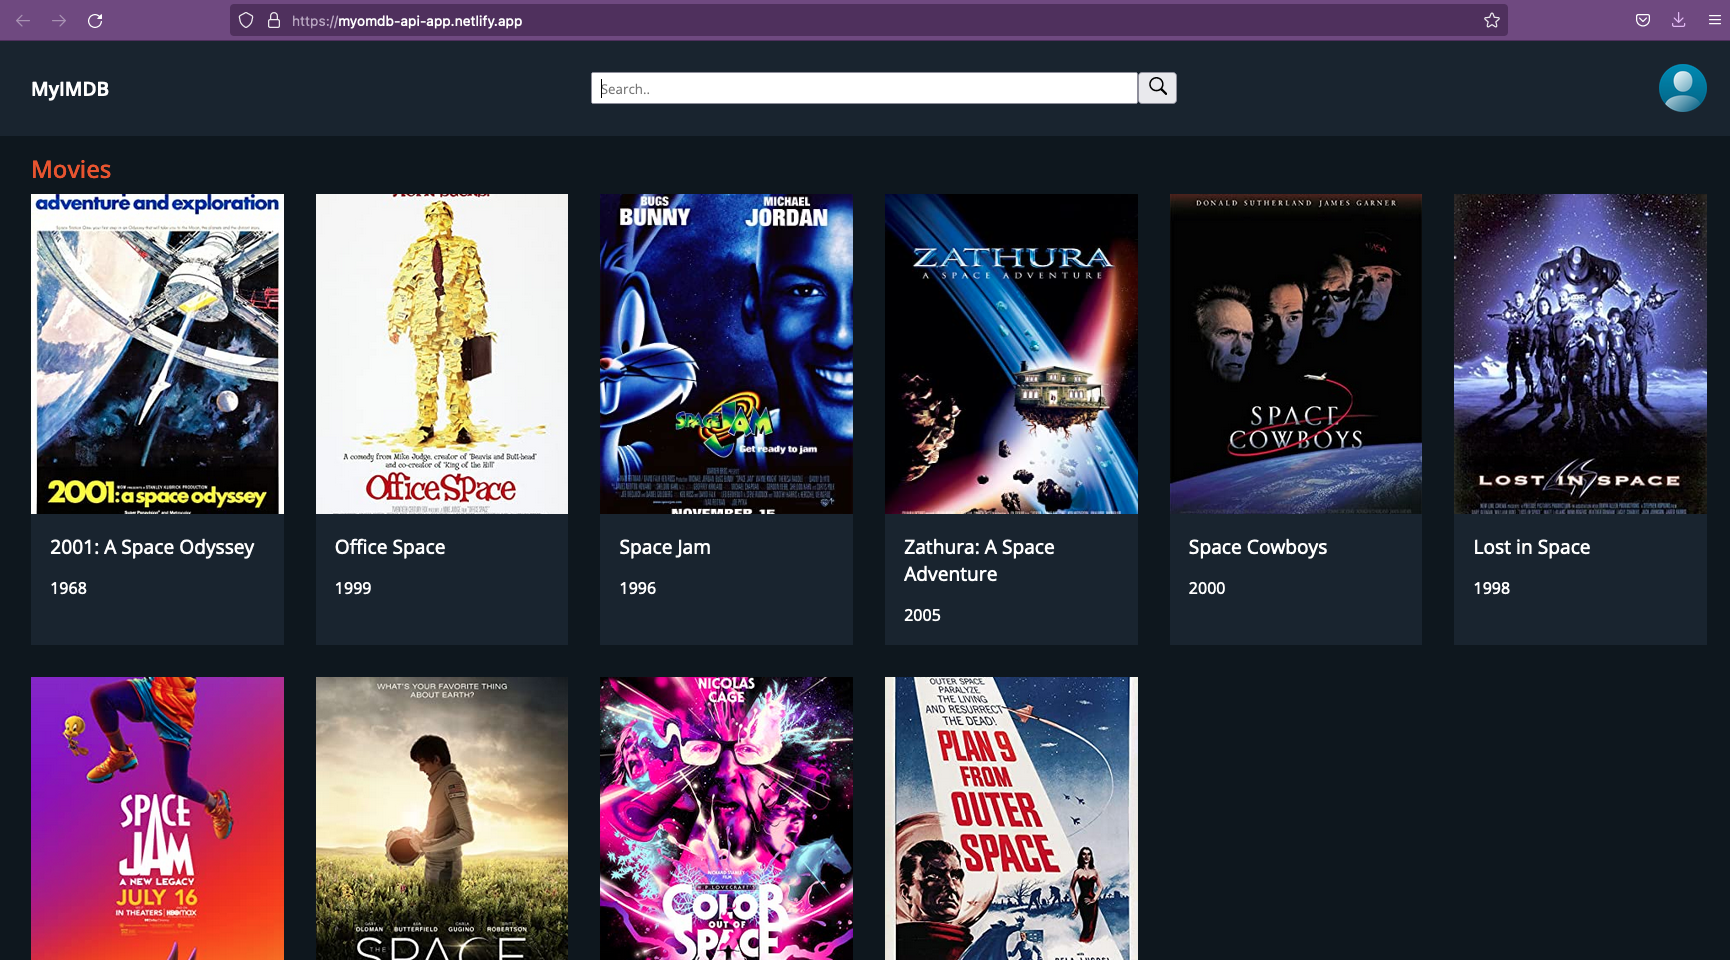 https://myomdb-api-app.netlify.app
MyIMDB
Search..
Movies
adventure and exploration
2001: a space odyssey
A comedy from Mike Judge, creator of "Beavis and Butt-head"
and co-creator of "King of the Hill"
Office Space
BUGS
BUNNY
MICHAEL
JORDAN
SPACE JAM
Get ready to jam
NOVEMBER 15
ZATHURA
A SPACE ADVENTURE
DONALD SUTHERLAND JAMES GARNER
SPACE
COWBOYS
LOST IN SPACE
2001: A Space Odyssey
1968
Office Space
1999
Space Jam
1996
Zathura: A Space
Adventure
2005
Space Cowboys
2000
Lost in Space
1998
SPACE
JAM
A NEW LEGACY
JULY 16
IN THEATERS HBOMAX
WHAT'S YOUR FAVORITE THING
ABOUT EARTH?
OLDMAN BUTTERFIELD GUGINO ROBERTSON
THE
SPACE
NICOLAS
CAGE
H.P. LOVECRAFT'S
COLOR
OUT OF
SPACE
OUTER SPACE
PARALYZE
THE LIVING
AND RESURRECT
THE DEAD!
PLAN 9
FROM
OUTER
SPACE